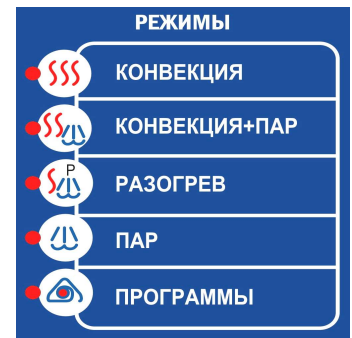 РЕЖИМЫ
КОНВЕКЦИЯ
КОНВЕКЦИЯ+ПАР
P
РАЗОГРЕВ
ПАР
ПРОГРАММЫ